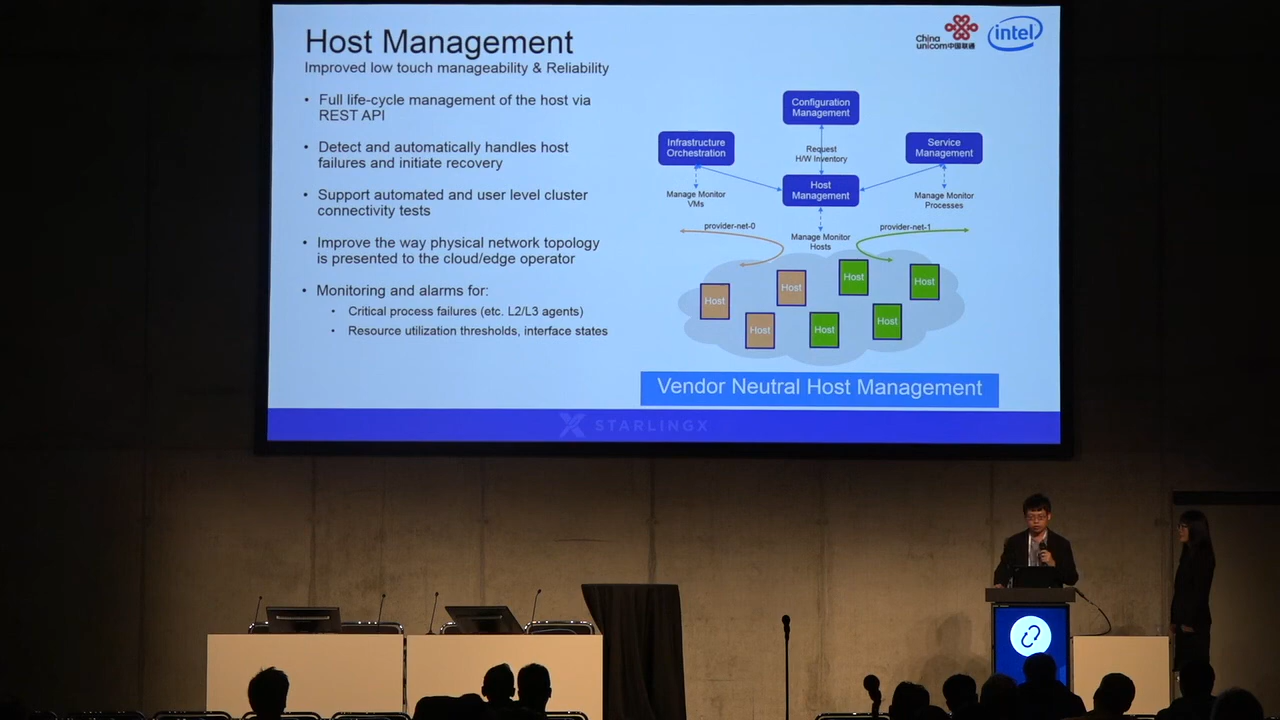 Host Management
Improved low touch manageability & Reliability
• Full life-cycle management of the host via
REST API
• Detect and automatically handles host
failures and initiate recovery
• Support automated and user level cluster
connectivity tests
• Improve the way physical network topology
is presented to the cloud/edge operator
• Monitoring and alarms for:
• Critical process failures (etc. L2/L3 agents)
• Resource utilization thresholds, interface states
China
unicom中国联通
intel
Configuration
Management
Infrastructure
Orchestration
Request
H/W Inventory
Service
Management
Host
Management
Manage Monitor
VMs
Manage Monitor
Processes
provider-net-0
Manage Monitor
Hosts
provider-net-1
Host
Host
Host
Host
Host
Host
Host
Vendor Neutral Host Management
STARLINGX